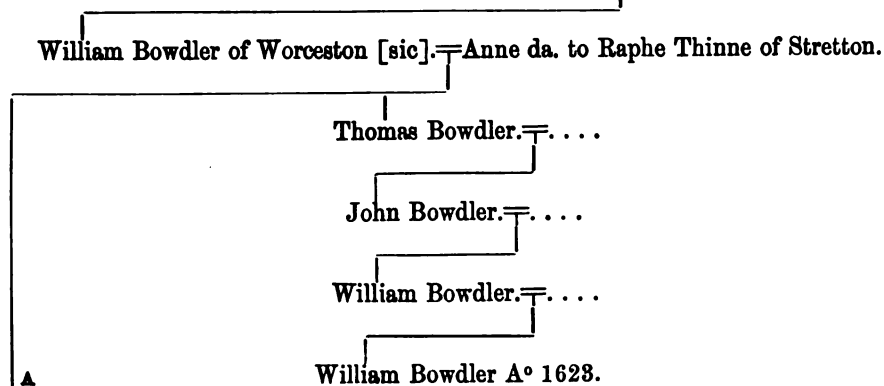 William Bowdler of Worceston [sic].=Anne da. to Raphe Thinne of Stretton.
Thomas Bowdler.=. . . .
John Bowdler.=. . . .
William Bowdler.=. . . .
A William Bowdler Aº 1623.